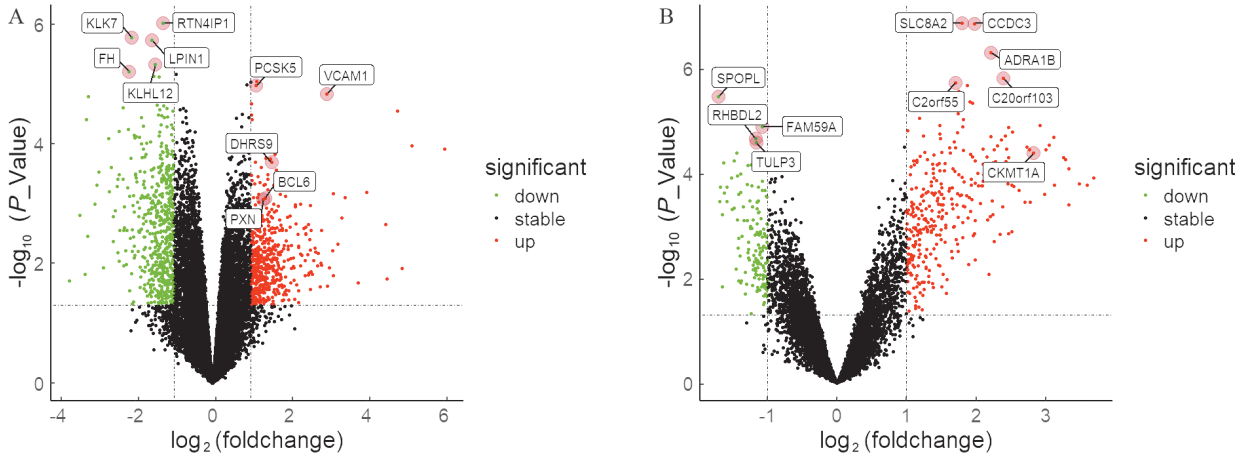 A
-log10 (P_Value)
6
4
2
0
-4
-2
0
2
4
6
log2 (foldchange)
KLK7
RTN4IP1
FH
LPIN1
KLHL12
PCSK5
VCAM1
DHRS9
BCL6
PXN
significant
down
stable
up
B
-log10 (P_Value)
6
4
2
0
-1
0
1
2
3
log2 (foldchange)
SLC8A2
CCDC3
ADRA1B
SPOPL
C2orf55
C20orf103
RHBDL2
FAM59A
TULP3
CKMT1A
significant
down
stable
up